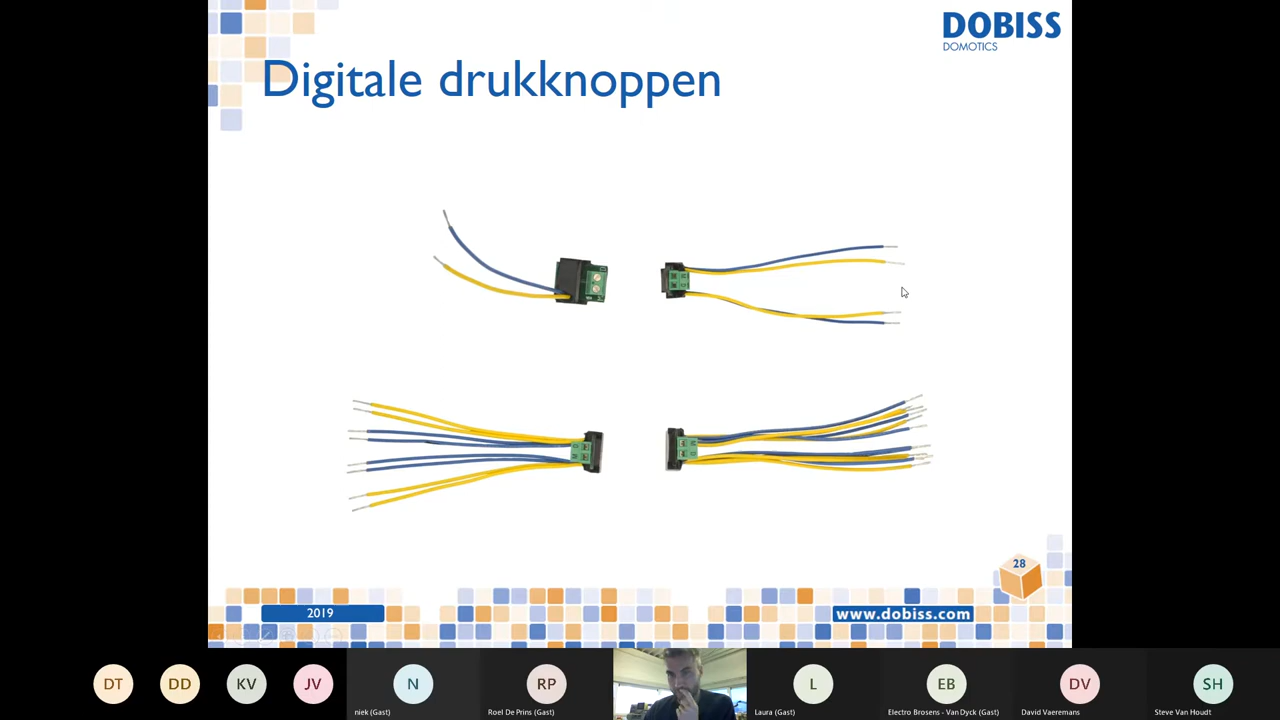 DOBISS
DOMOTICS
Digitale drukknoppen
28
2019
www.dobiss.com
DT
DD
KV
JV
N
RP
L
EB
DV
SH
niek (Gast)
Roel De Prins (Gast)
Laura (Gast)
Electro Brosens - Van Dyck (Gast)
David Vaeremans
Steve Van Houdt